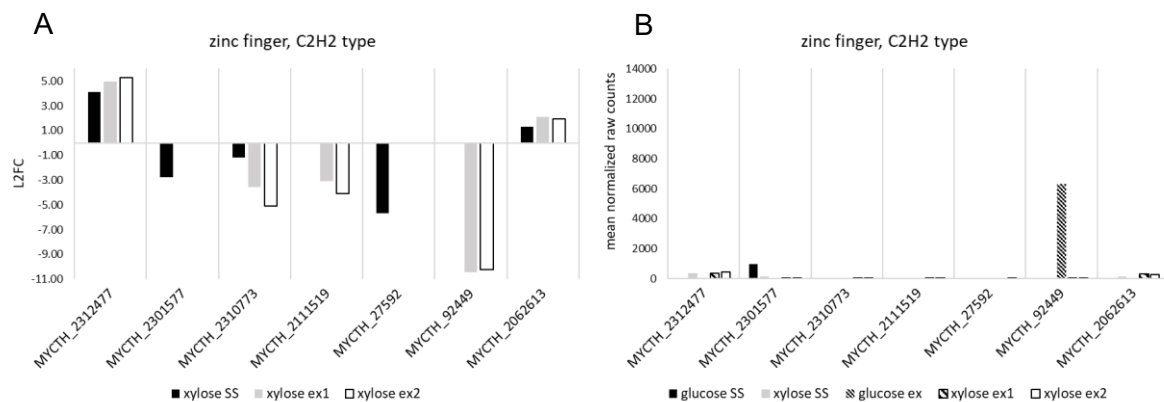 A
zinc finger, C2H2 type
5.00
3.00
1.00
-1.00
-3.00
-5.00
-7.00
-9.00
-11.00
L2FC
MYCTH_2312477
MYCTH_2301577
MYCTH_2310773
MYCTH_2111519
MYCTH_27592
MYCTH_92449
MYCTH_2062613
xylose SS xylose ex1 xylose ex2
B
zinc finger, C2H2 type
14000
12000
10000
8000
6000
4000
2000
0
mean normalized raw counts
MYCTH_2312477
MYCTH_2301577
MYCTH_2310773
MYCTH_2111519
MYCTH_27592
MYCTH_92449
MYCTH_2062613
glucose SS xylose SS glucose ex xylose ex1 xylose ex2